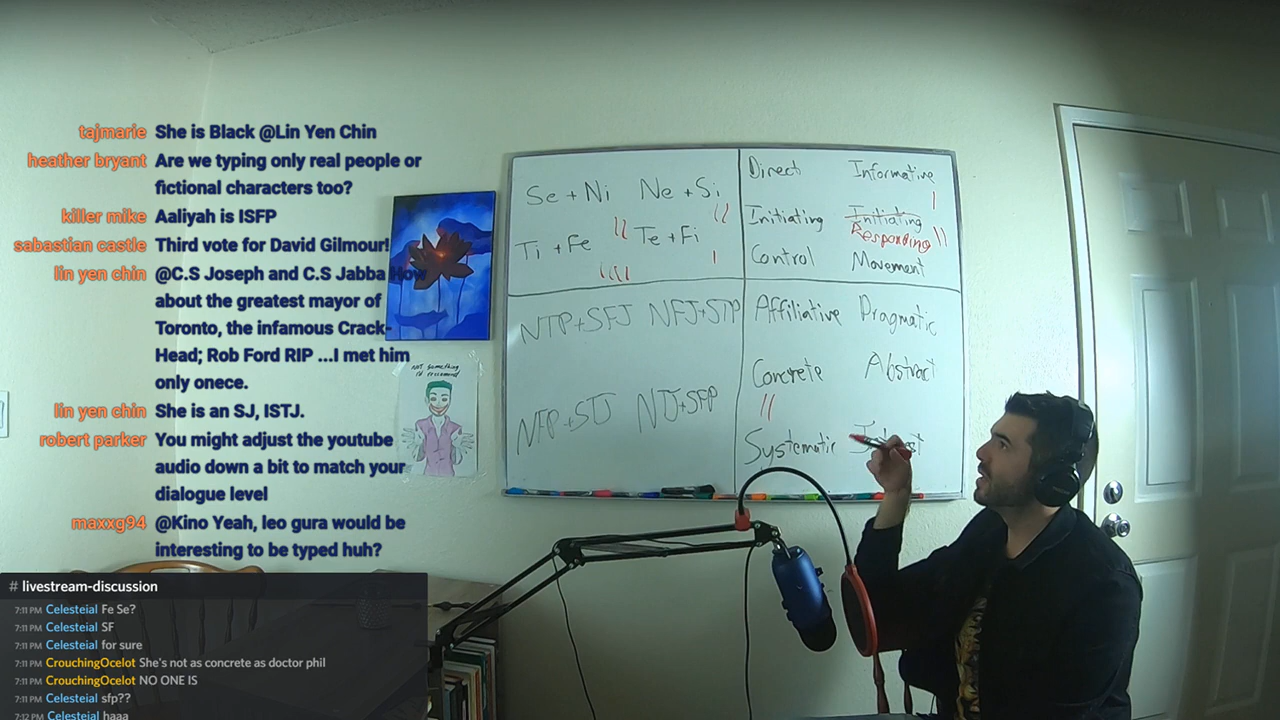 tajmarie She is Black @Lin Yen Chin
heather bryant Are we typing only real people or
fictional characters too?
killer mike Aaliyah is ISFP
sabastian castle Third vote for David Gilmour!
lin yen chin @C.S Joseph and C.S Jabba How
about the greatest mayor of
Toronto, the infamous Crack-
Head; Rob Ford RIP ...I met him
only onece.
lin yen chin She is an SJ, ISTJ.
robert parker You might adjust the youtube
audio down a bit to match your
dialogue level
maxxg94 @Kino Yeah, leo gura would be
interesting to be typed huh?
# livestream-discussion
7:11 PM Celesteial Fe Se?
7:11 PM Celesteial SF
7:11 PM Celesteial for sure
7:11 PM CrouchingOcelot She's not as concrete as doctor phil
7:11 PM CrouchingOcelot NO ONE IS
7:11 PM Celesteial sfp??
7:12 PM Celesteial haaa
NOT something
I'd recommend
Se + Ni Ne + Si
Ti + Fe Te + Fi
NTP+SFJ NFJ+STP
NFP+STJ NTJ+SFP
Direct Informative
Initiating Initiating
Responding
Control Movement
Affiliative Pragmatic
Concrete Abstract
Systematic